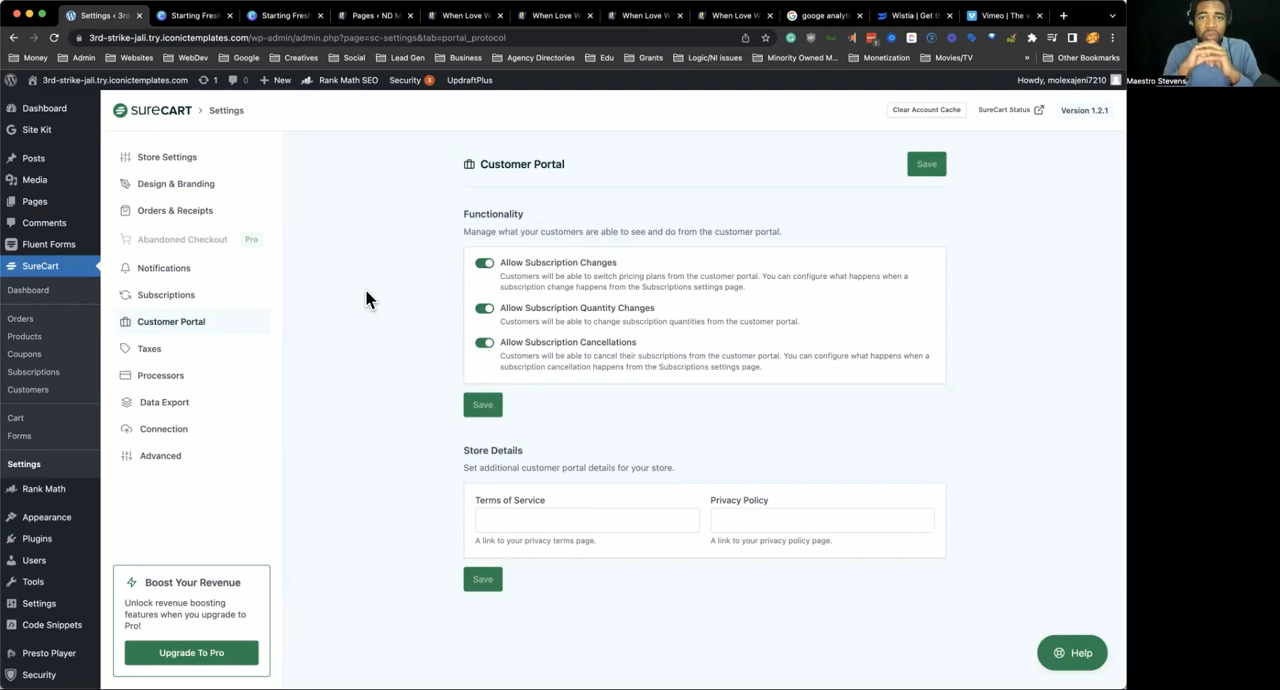 Settings ‹ 3rd-s
Starting Fresh
Starting Fresh
Pages ‹ ND M
When Love W
When Love W
When Love W
When Love W
googe analyti
Wistia | Get t
Vimeo | The w
3rd-strike-jali.try.iconictemplates.com/wp-admin/admin.php?page=sc-settings&tab=portal_protocol
Money
Admin
Websites
WebDev
Google
Creatives
Social
Lead Gen
Business
Agency Directories
Edu
Grants
Logic/NI issues
Minority Owned M...
Monetization
Movies/TV
»
Other Bookmarks
3rd-strike-jali.try.iconictemplates.com
1
0
+ New
Rank Math SEO
Security
UpdraftPlus
Howdy, molexajeni7210
Maestro Stevens
Dashboard
Site Kit
Posts
Media
Pages
Comments
Fluent Forms
SureCart
Dashboard
Orders
Products
Coupons
Subscriptions
Customers
Cart
Forms
Settings
Rank Math
Appearance
Plugins
Users
Tools
Settings
Code Snippets
Presto Player
Security
SURECART > Settings
Clear Account Cache
SureCart Status
Version 1.2.1
Store Settings
Design & Branding
Orders & Receipts
Abandoned Checkout Pro
Notifications
Subscriptions
Customer Portal
Taxes
Processors
Data Export
Connection
Advanced
Boost Your Revenue
Unlock revenue boosting
features when you upgrade to
Pro!
Upgrade To Pro
Customer Portal
Save
Functionality
Manage what your customers are able to see and do from the customer portal.
Allow Subscription Changes
Customers will be able to switch pricing plans from the customer portal. You can configure what happens when a
subscription change happens from the Subscriptions settings page.
Allow Subscription Quantity Changes
Customers will be able to change subscription quantities from the customer portal.
Allow Subscription Cancellations
Customers will be able to cancel their subscriptions from the customer portal. You can configure what happens when a
subscription cancellation happens from the Subscriptions settings page.
Save
Store Details
Set additional customer portal details for your store.
Terms of Service
Privacy Policy
A link to your privacy terms page.
A link to your privacy policy page.
Save
Help